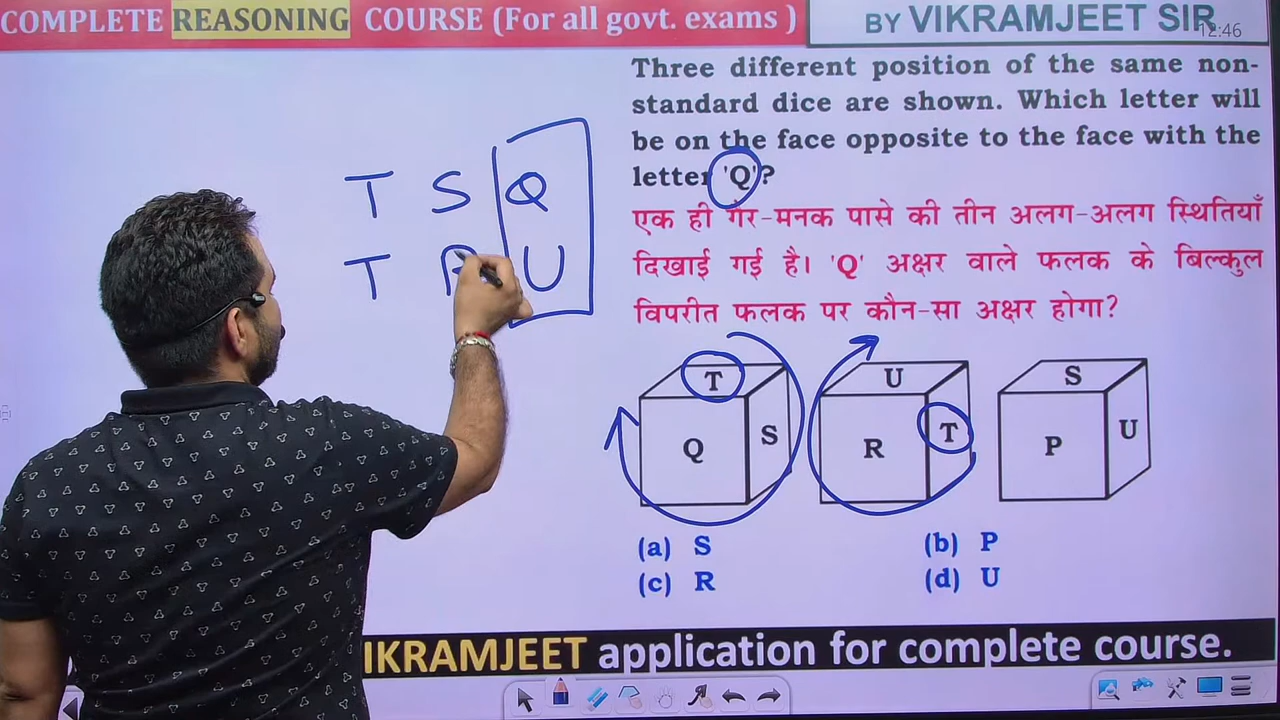 COMPLETE REASONING COURSE (For all govt. exams )
BY VIKRAMJEET SIR
12:46
Three different position of the same non-
standard dice are shown. Which letter will
be on the face opposite to the face with the
letter 'Q'?
एक ही गैर-मनक पासे की तीन अलग-अलग स्थितियाँ
दिखाई गई है। 'Q' अक्षर वाले फलक के बिल्कुल
विपरीत फलक पर कौन-सा अक्षर होगा?
T S Q
T R U
T
Q
S
U
R
T
S
P
U
(a) S
(b) P
(c) R
(d) U
IKRAMJEET application for complete course.